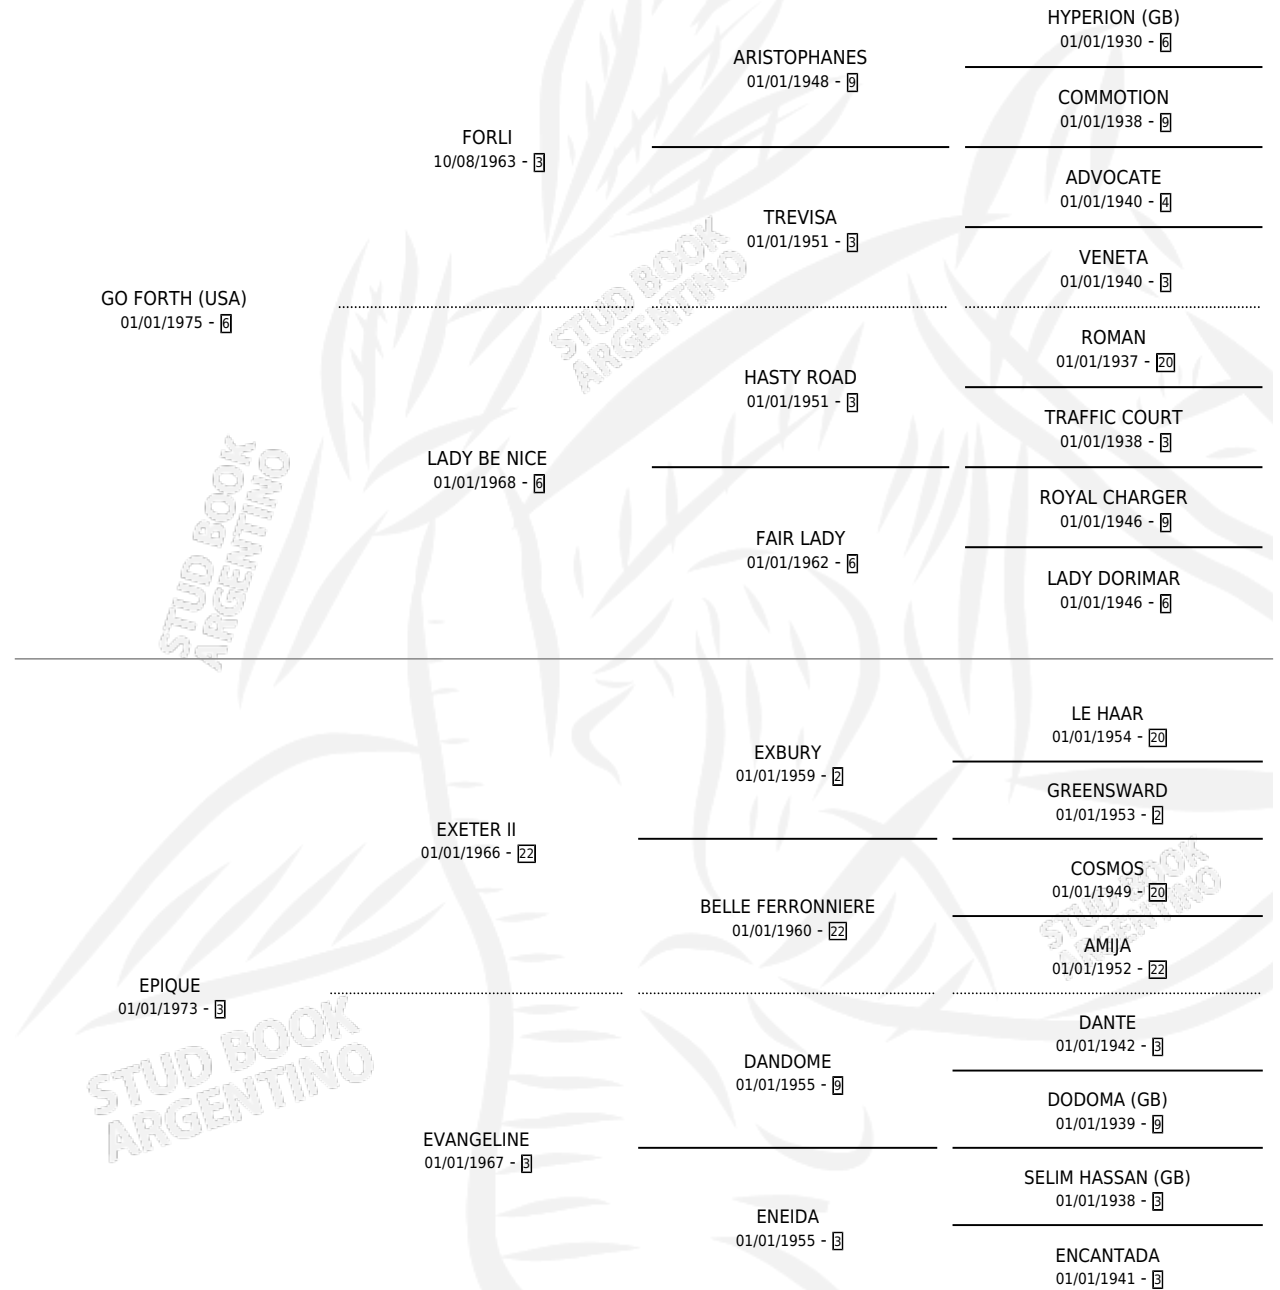 HYPERION (GB)
01/01/1930 - 6
ARISTOPHANES
01/01/1948 - 9
COMMOTION
01/01/1938 - 9
FORLI
10/08/1963 - 3
ADVOCATE
01/01/1940 - 4
TREVISA
01/01/1951 - 3
VENETA
01/01/1940 - 3
GO FORTH (USA)
01/01/1975 - 6
ROMAN
01/01/1937 - 20
HASTY ROAD
01/01/1951 - 3
TRAFFIC COURT
01/01/1938 - 3
LADY BE NICE
01/01/1968 - 6
ROYAL CHARGER
01/01/1946 - 9
FAIR LADY
01/01/1962 - 6
LADY DORIMAR
01/01/1946 - 6
LE HAAR
01/01/1954 - 20
EXBURY
01/01/1959 - 2
GREENSWARD
01/01/1953 - 2
EXETER II
01/01/1966 - 22
COSMOS
01/01/1949 - 20
BELLE FERRONNIERE
01/01/1960 - 22
AMIJA
01/01/1952 - 22
EPIQUE
01/01/1973 - 3
DANTE
01/01/1942 - 3
DANDOME
01/01/1955 - 9
DODOMA (GB)
01/01/1939 - 9
EVANGELINE
01/01/1967 - 3
SELIM HASSAN (GB)
01/01/1938 - 3
ENEIDA
01/01/1955 - 3
ENCANTADA
01/01/1941 - 3
STUD BOOK
ARGENTINO
STUD BOOK
ARGENTINO
STUD BOOK
ARGENTINO
STUD BOOK
ARGENTINO